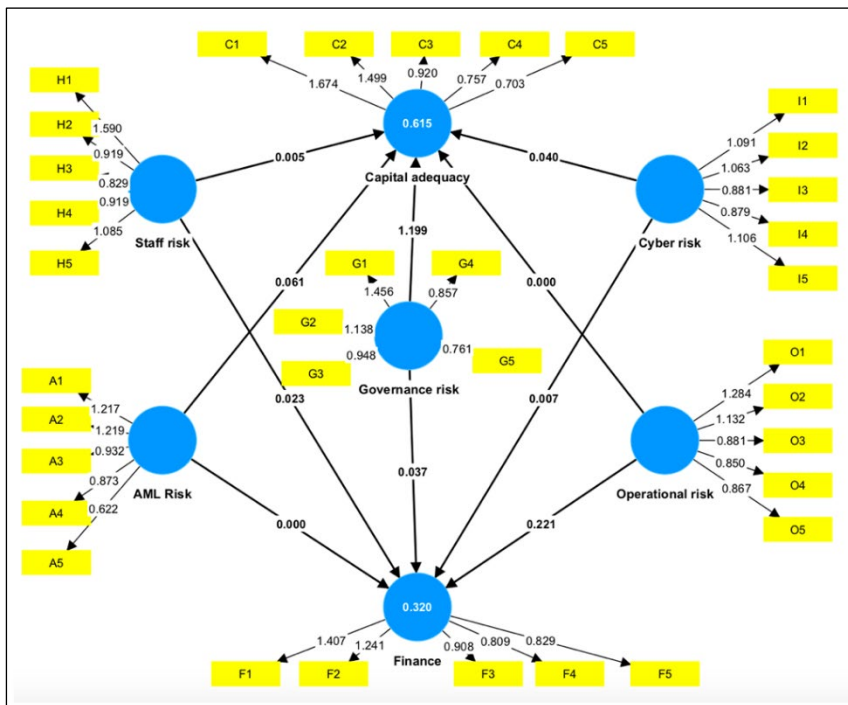 C1 C2 C3 C4 C5
1.674 1.499 0.920 0.757 0.703
0.615
Capital adequacy
H1
H2
H3
H4
H5
1.590
0.919
0.829
0.919
1.085
Staff risk
I1
I2
I3
I4
I5
1.091
1.063
0.881
0.879
1.106
Cyber risk
0.005
0.040
0.061
1.199
0.000
G1
G4
G2
G3
G5
1.456
0.857
1.138
0.948
0.761
Governance risk
A1
A2
A3
A4
A5
1.217
1.219
0.932
0.873
0.622
AML Risk
O1
O2
O3
O4
O5
1.284
1.132
0.881
0.850
0.867
Operational risk
0.023
0.007
0.037
0.000
0.221
0.320
Finance
1.407 1.241 0.908 0.809 0.829
F1 F2 F3 F4 F5